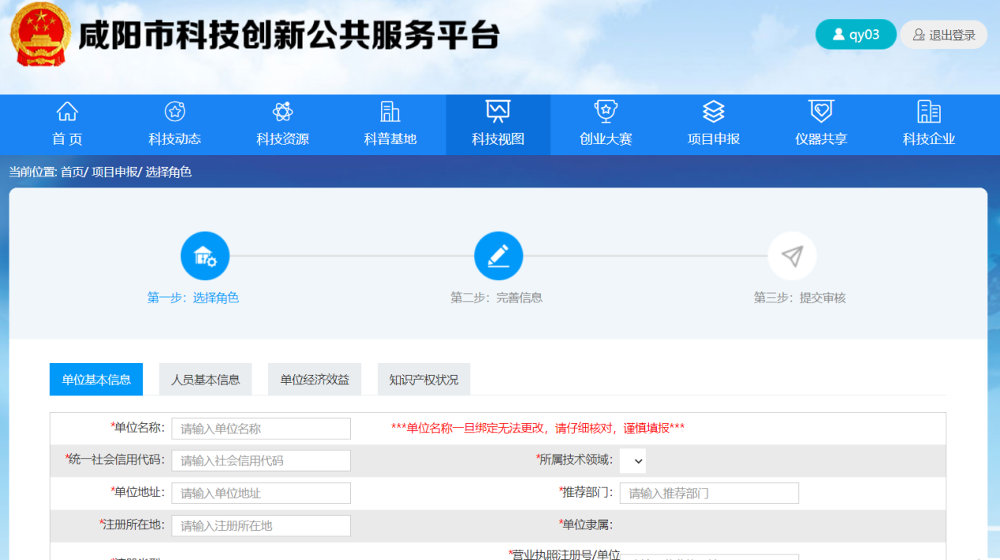 咸阳市科技创新公共服务平台
qy03
退出登录
首 页
科技动态
科技资源
科普基地
科技视图
创业大赛
项目申报
仪器共享
科技企业
当前位置: 首页/ 项目申报/ 选择角色
第一步：选择角色
第二步：完善信息
第三步：提交审核
单位基本信息
人员基本信息
单位经济效益
知识产权状况
*单位名称: 请输入单位名称 ***单位名称一旦绑定无法更改，请仔细核对，谨慎填报***
*统一社会信用代码: 请输入社会信用代码 *所属技术领域:
*单位地址: 请输入单位地址 *推荐部门: 请输入推荐部门
*注册所在地: 请输入注册所在地 *单位隶属:
*营业执照注册号/单位